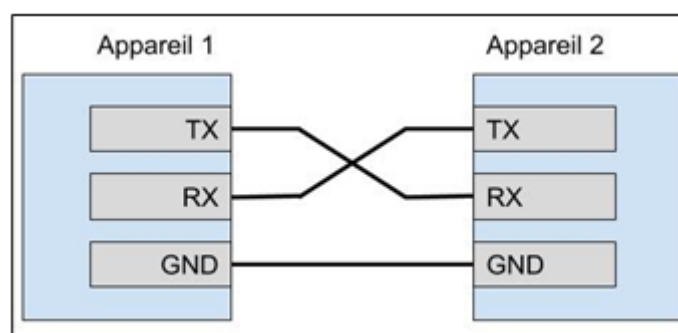 Appareil 1
Appareil 2
TX
TX
RX
RX
GND
GND